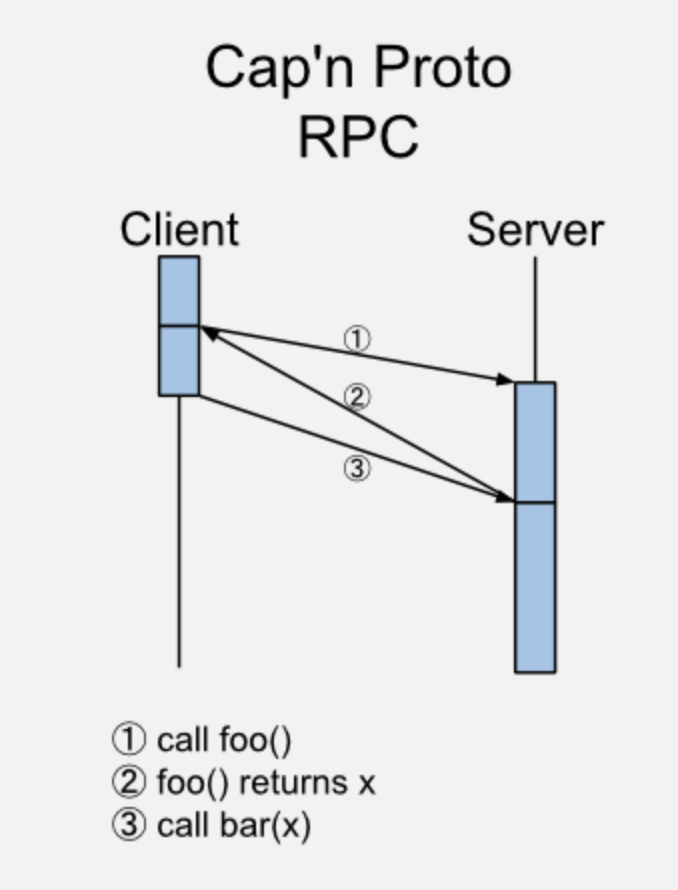 Cap'n Proto
RPC
Client
Server
①
②
③
① call foo()
② foo() returns x
③ call bar(x)